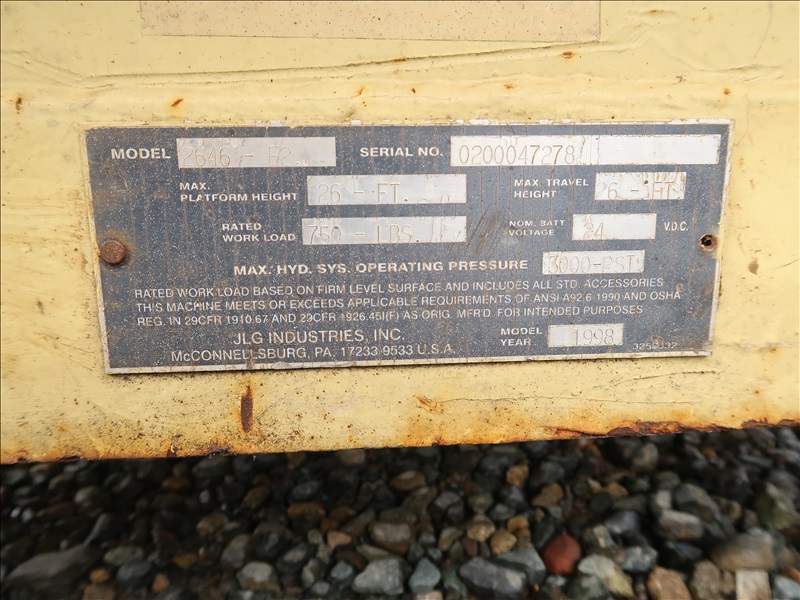 MODEL 2646 - E2 SERIAL NO. 0200047278
MAX. PLATFORM HEIGHT 26 - FT. MAX. TRAVEL HEIGHT 26 - FT.
RATED WORK LOAD 750 - LBS. NOM. BATT VOLTAGE 24 V.D.C.
MAX. HYD. SYS. OPERATING PRESSURE 3000-PSI
RATED WORK LOAD BASED ON FIRM LEVEL SURFACE AND INCLUDES ALL STD. ACCESSORIES
THIS MACHINE MEETS OR EXCEEDS APPLICABLE REQUIREMENTS OF ANSI A92.6 1990 AND OSHA
REG. IN 29CFR 1910.67 AND 29CFR 1926.451(F) AS ORIG. MFR'D. FOR INTENDED PURPOSES
JLG INDUSTRIES, INC. MODEL YEAR 1998
MCCONNELLSBURG, PA. 17233-9533 U.S.A.